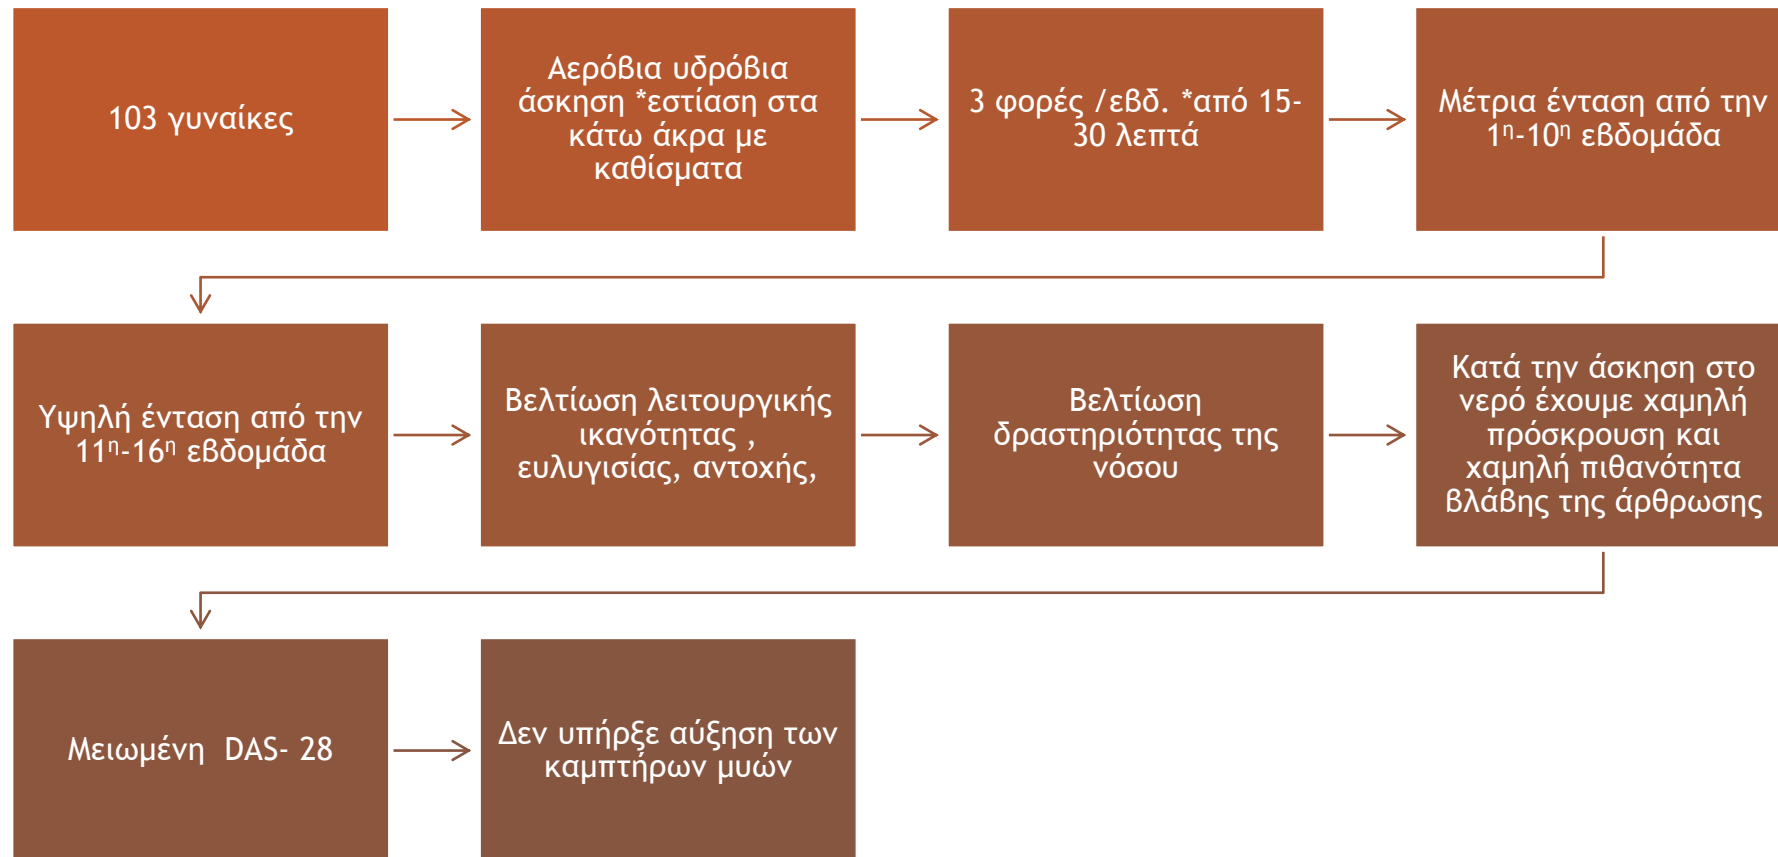 103 γυναίκες
Αερόβια υδρόβια
άσκηση *εστίαση στα
κάτω άκρα με
καθίσματα
3 φορές /εβδ. *από 15-
30 λεπτά
Μέτρια ένταση από την
1η-10η εβδομάδα
Υψηλή ένταση από την
11η-16η εβδομάδα
Βελτίωση λειτουργικής
ικανότητας ,
ευλυγισίας, αντοχής,
Βελτίωση
δραστηριότητας της
νόσου
Κατά την άσκηση στο
νερό έχουμε χαμηλή
πρόσκρουση και
χαμηλή πιθανότητα
βλάβης της άρθρωσης
Μειωμένη DAS- 28
Δεν υπήρξε αύξηση των
καμπτήρων μυών